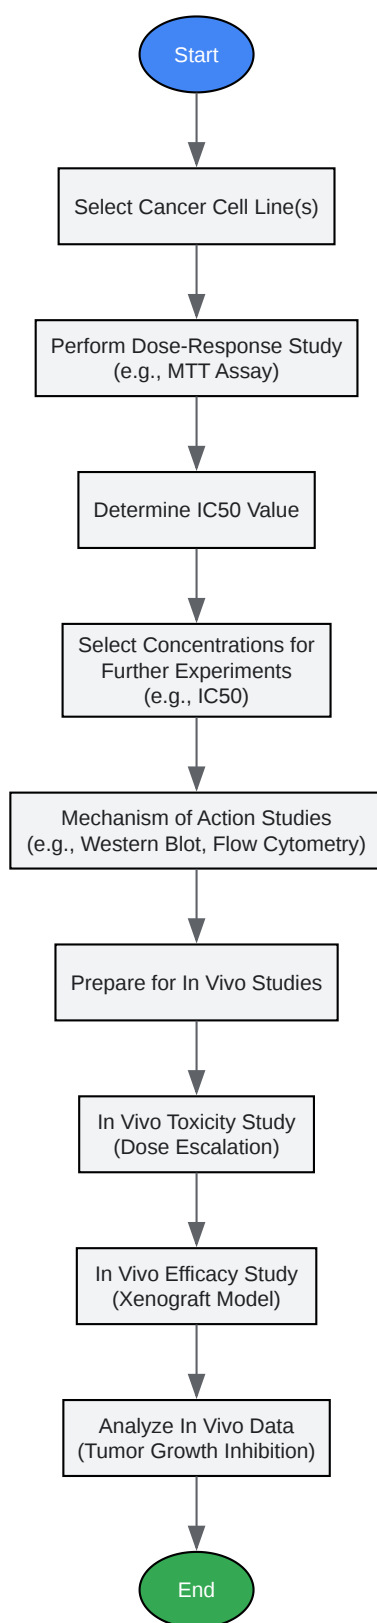 Start
Select Cancer Cell Line(s)
Perform Dose-Response Study
(e.g., MTT Assay)
Determine IC50 Value
Select Concentrations for
Further Experiments
(e.g., IC50)
Mechanism of Action Studies
(e.g., Western Blot, Flow Cytometry)
Prepare for In Vivo Studies
In Vivo Toxicity Study
(Dose Escalation)
In Vivo Efficacy Study
(Xenograft Model)
Analyze In Vivo Data
(Tumor Growth Inhibition)
End